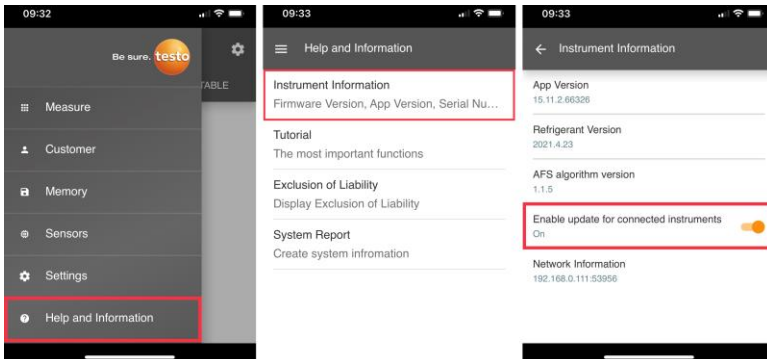 09:32
Be sure. testo
TABLE
Measure
Customer
Memory
Sensors
Settings
Help and Information
09:33
Help and Information
Instrument Information
Firmware Version, App Version, Serial Nu...
Tutorial
The most important functions
Exclusion of Liability
Display Exclusion of Liability
System Report
Create system infromation
09:33
Instrument Information
App Version
15.11.2.66326
Refrigerant Version
2021.4.23
AFS algorithm version
1.1.5
Enable update for connected instruments
On
Network Information
192.168.0.111:53956